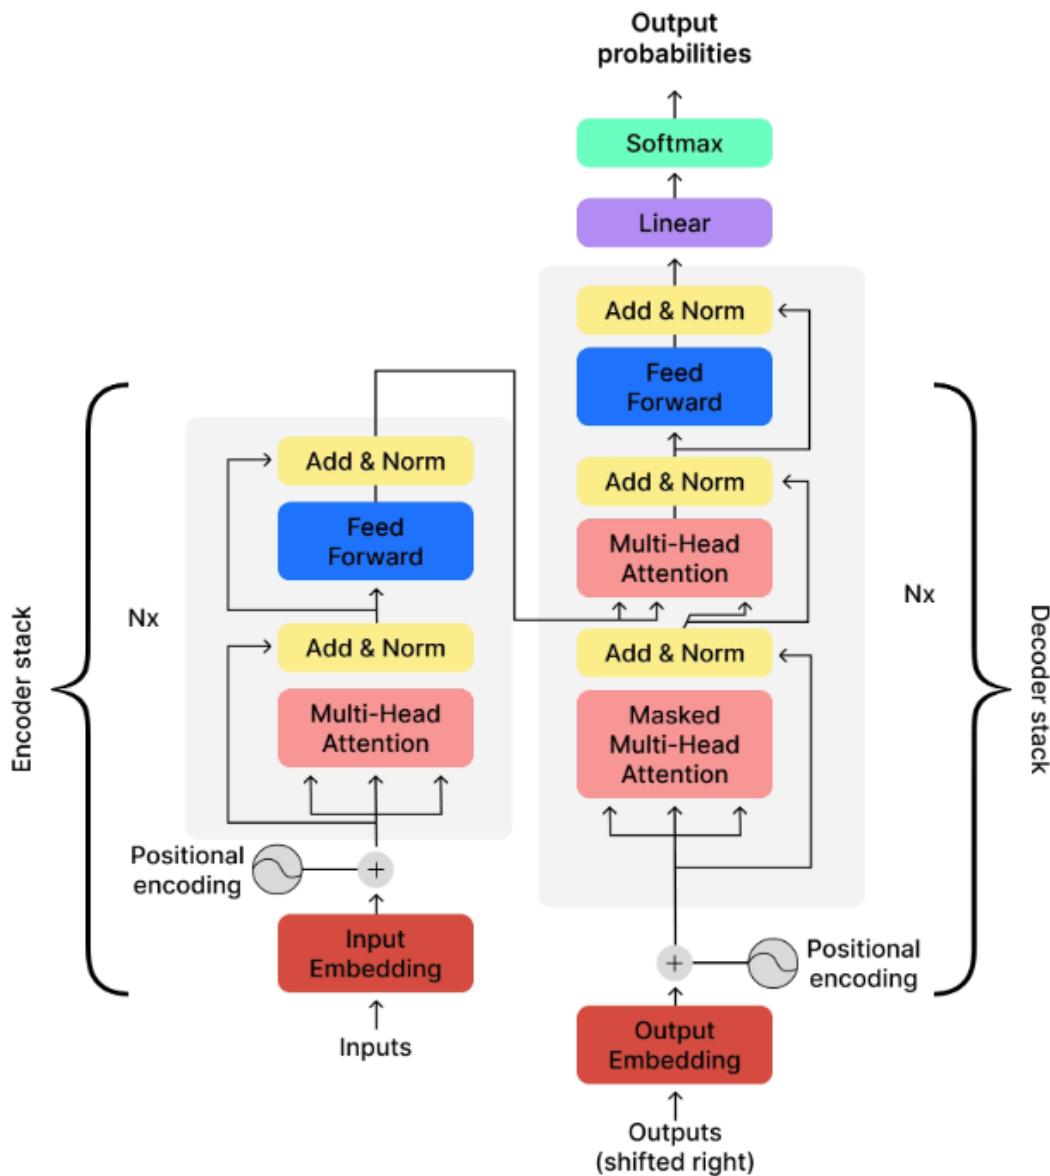 Output
probabilities
Softmax
Linear
Add & Norm
Feed
Forward
Add & Norm
Multi-Head
Attention
Add & Norm
Masked
Multi-Head
Attention
Nx
Decoder stack
Positional
encoding
Output
Embedding
Outputs
(shifted right)
Add & Norm
Feed
Forward
Add & Norm
Multi-Head
Attention
Nx
Encoder stack
Positional
encoding
Input
Embedding
Inputs